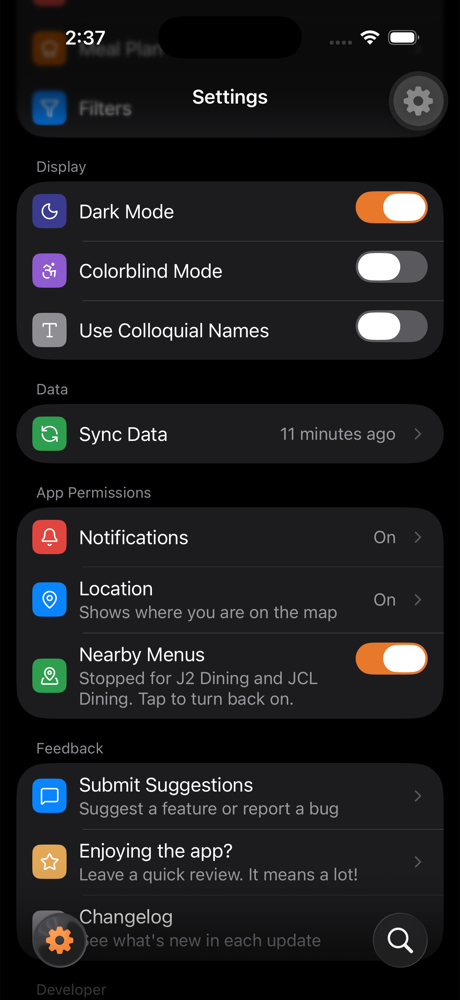 2:37
Meal Plan
Filters
Settings
Display
Dark Mode
Colorblind Mode
T
Use Colloquial Names
Data
Sync Data
11 minutes ago
App Permissions
Notifications
On
Location
Shows where you are on the map
On
Nearby Menus
Stopped for J2 Dining and JCL
Dining. Tap to turn back on.
Feedback
Submit Suggestions
Suggest a feature or report a bug
Enjoying the app?
Leave a quick review. It means a lot!
Changelog
See what's new in each update
Developer